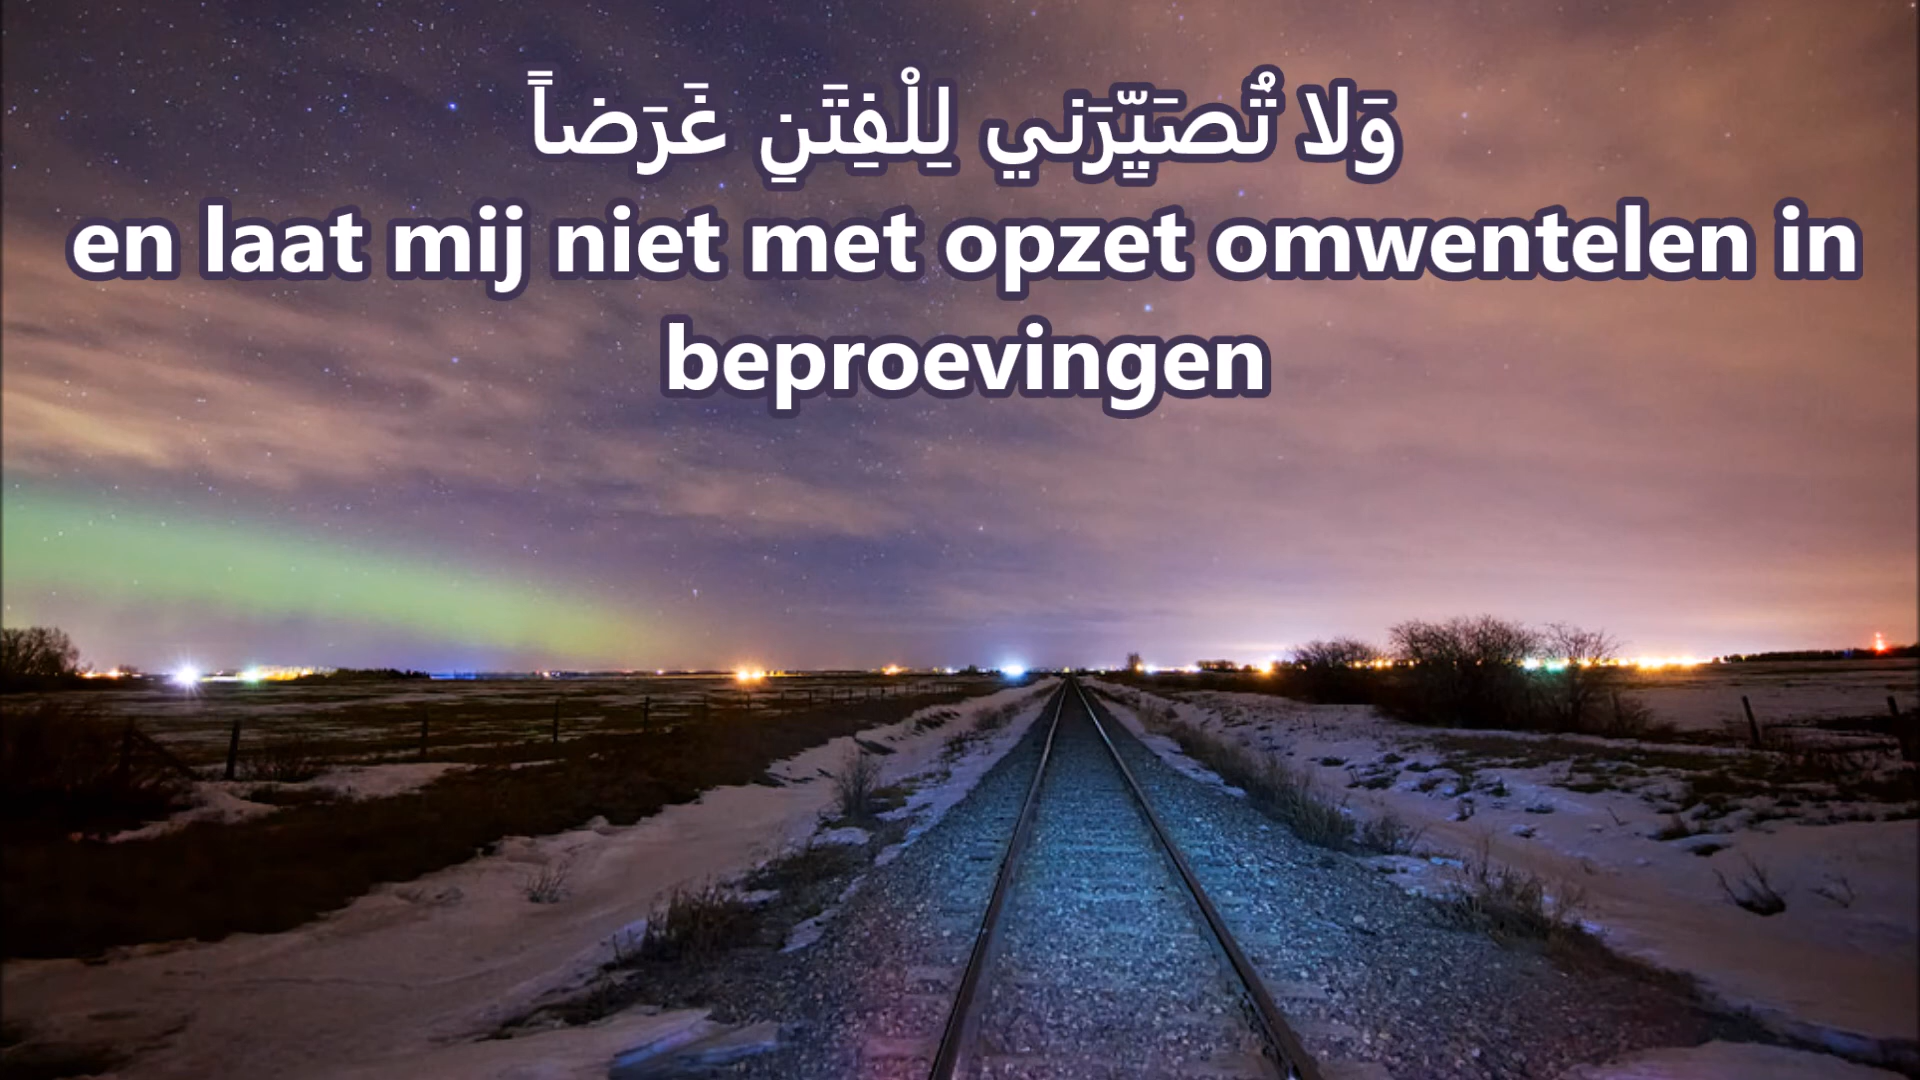 وَلا تُصَيِّرَني لِلْفِتَنِ غَرَضاً
en laat mij niet met opzet omwentelen in
beproevingen